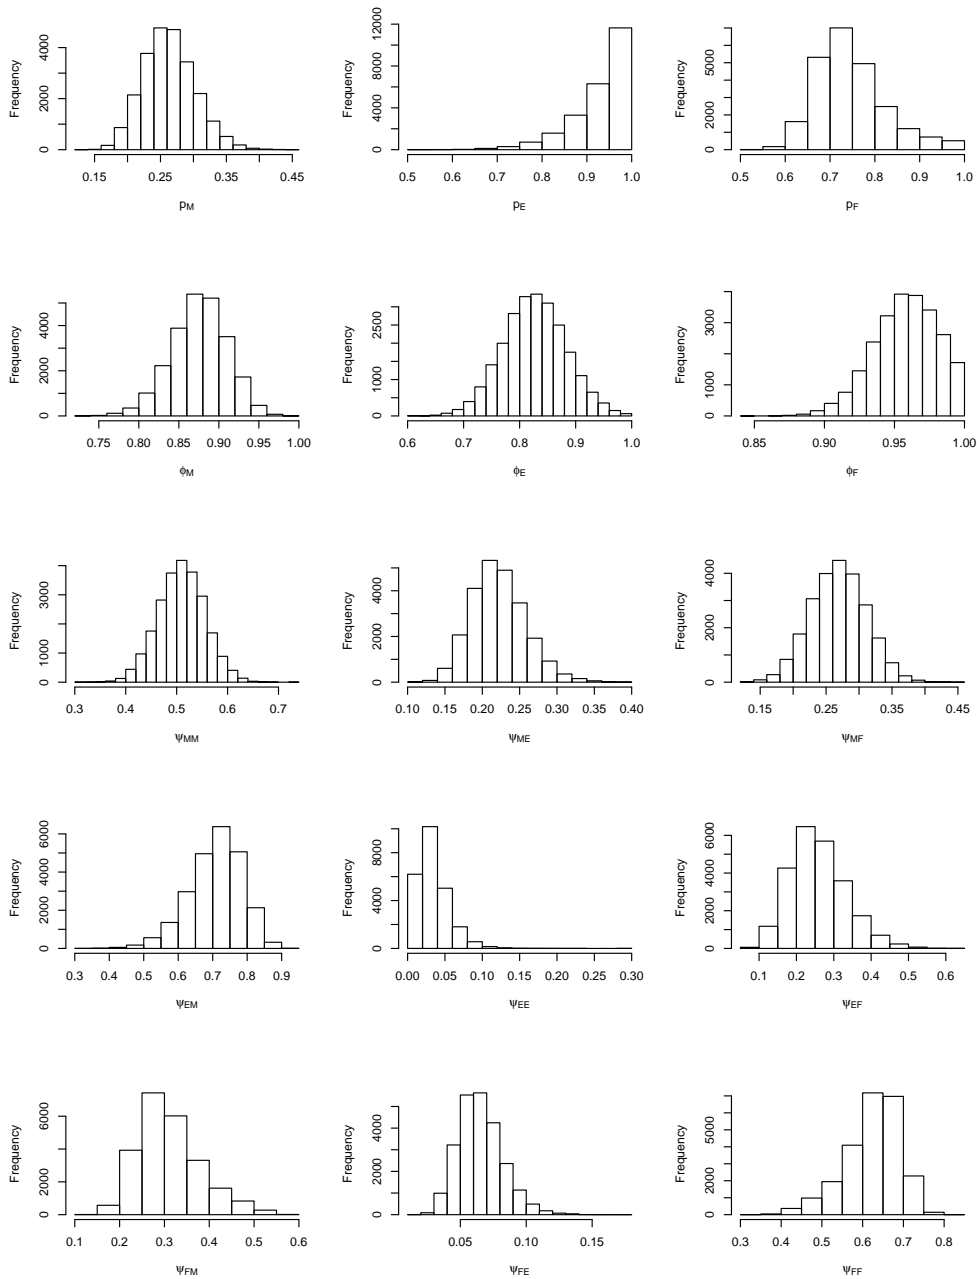 Frequency
0 2000 4000
0.15 0.25 0.35 0.45
pM
Frequency
0 4000 8000 12000
0.5 0.6 0.7 0.8 0.9 1.0
pE
Frequency
0 2000 5000
0.5 0.6 0.7 0.8 0.9 1.0
pF
Frequency
0 2000 4000
0.75 0.80 0.85 0.90 0.95 1.00
ϕM
Frequency
0 1000 2500
0.6 0.7 0.8 0.9 1.0
ϕE
Frequency
0 1000 3000
0.85 0.90 0.95 1.00
ϕF
Frequency
0 1000 3000
0.3 0.4 0.5 0.6 0.7
ψMM
Frequency
0 2000 4000
0.10 0.15 0.20 0.25 0.30 0.35 0.40
ψME
Frequency
0 2000 4000
0.15 0.25 0.35 0.45
ψMF
Frequency
0 2000 4000 6000
0.3 0.4 0.5 0.6 0.7 0.8 0.9
ψEM
Frequency
0 4000 8000
0.00 0.05 0.10 0.15 0.20 0.25 0.30
ψEE
Frequency
0 2000 4000 6000
0.1 0.2 0.3 0.4 0.5 0.6
ψEF
Frequency
0 2000 6000
0.1 0.2 0.3 0.4 0.5 0.6
ψFM
Frequency
0 2000 4000
0.05 0.10 0.15
ψFE
Frequency
0 2000 5000
0.3 0.4 0.5 0.6 0.7 0.8
ψFF